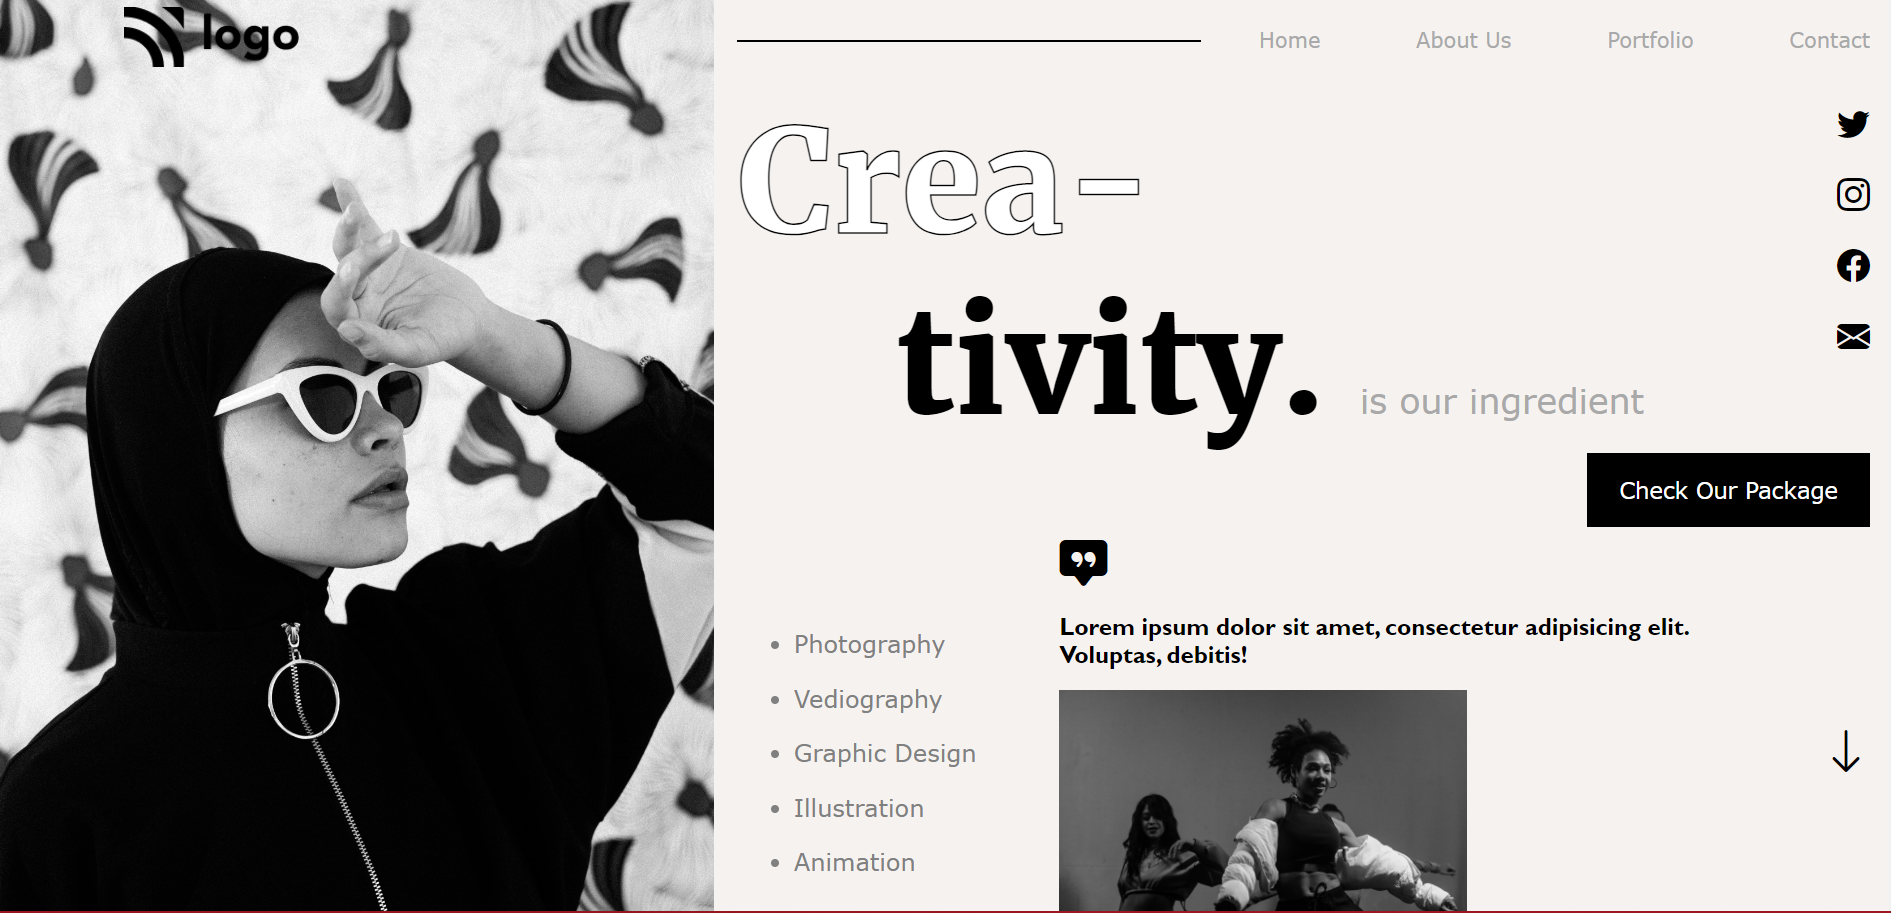 logo
Home About Us Portfolio Contact
Crea-
tivity. is our ingredient
Check Our Package
Lorem ipsum dolor sit amet, consectetur adipisicing elit.
Voluptas, debitis!
Photography
Vediography
Graphic Design
Illustration
Animation